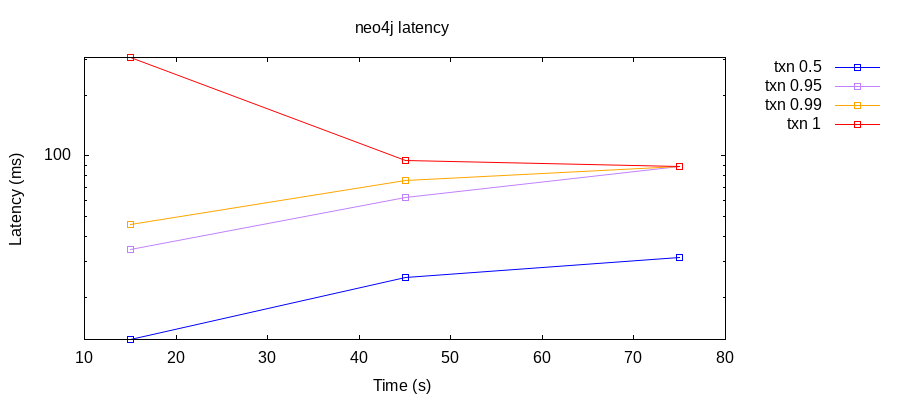 neo4j latency
txn 0.5
txn 0.95
txn 0.99
txn 1
100
Latency (ms)
10 20 30 40 50 60 70 80
Time (s)